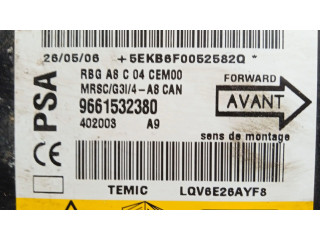 26/05/06 +5EKB6F0052582Q*
RBG A8 C 04 CEM00
MRSC/G3I/4-A8 CAN
9661532380
402003 A9
PSA
CE
FORWARD
AVANT
sens de montage
TEMIC LQV6E26AYF8